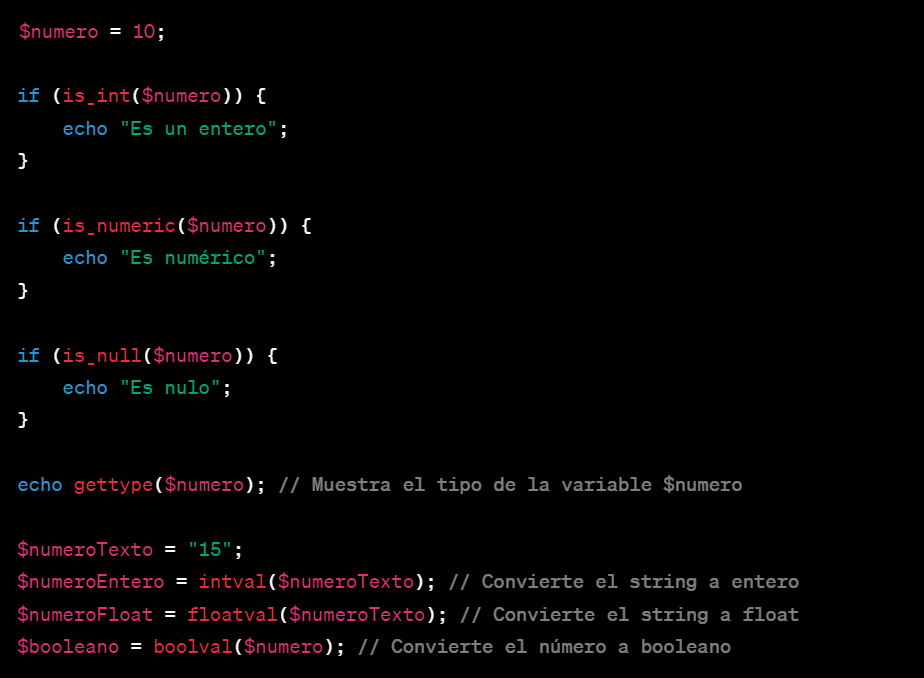 $numero = 10;
if (is_int($numero)) {
    echo "Es un entero";
}
if (is_numeric($numero)) {
    echo "Es numérico";
}
if (is_null($numero)) {
    echo "Es nulo";
}
echo gettype($numero); // Muestra el tipo de la variable $numero
$numeroTexto = "15";
$numeroEntero = intval($numeroTexto); // Convierte el string a entero
$numeroFloat = floatval($numeroTexto); // Convierte el string a float
$booleano = boolval($numero); // Convierte el número a booleano